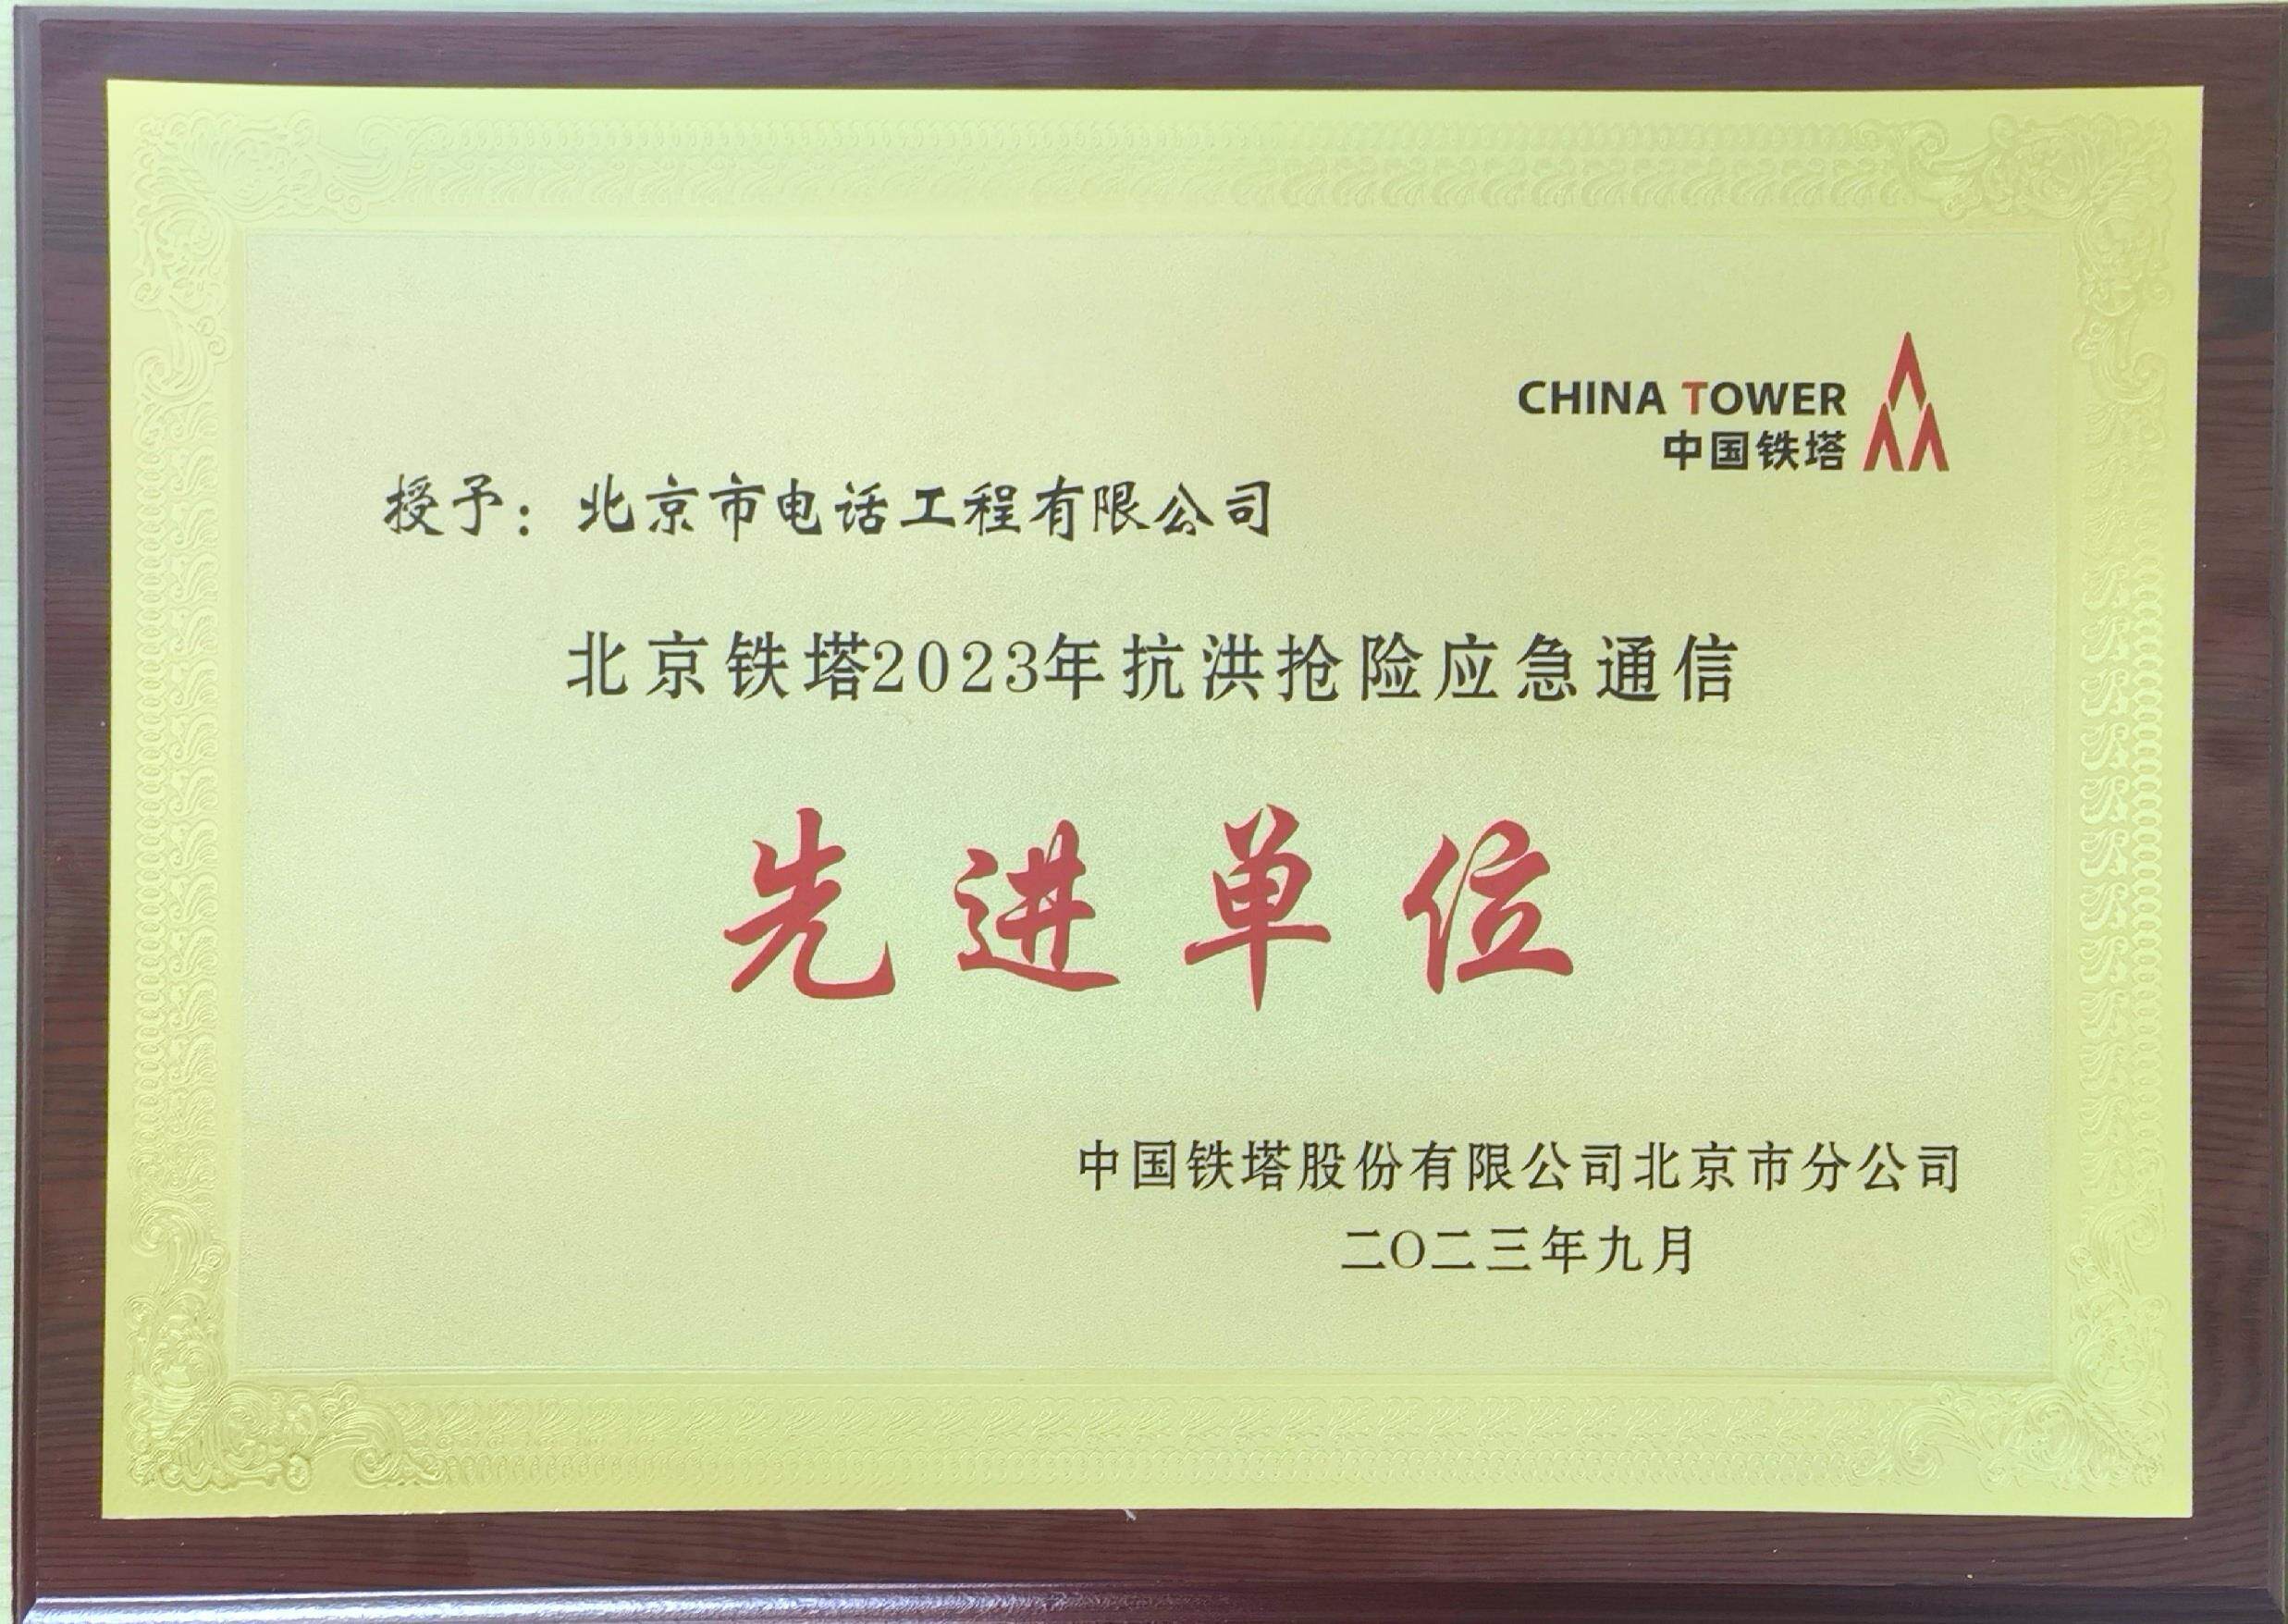 CHINA TOWER
中国铁塔
授予：北京市电话工程有限公司
北京铁塔2023年抗洪抢险应急通信
先进单位
中国铁塔股份有限公司北京市分公司
二〇二三年九月